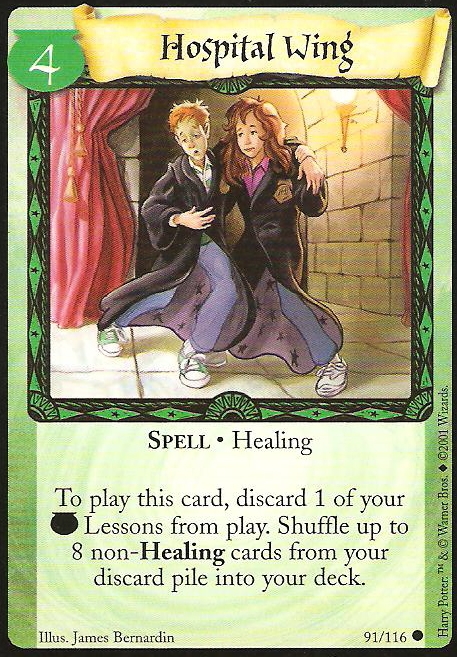 4
Hospital Wing
SPELL • Healing
To play this card, discard 1 of your
Lessons from play. Shuffle up to
8 non-Healing cards from your
discard pile into your deck.
Illus. James Bernardin
91/116 ●
Harry Potter, ™ & © Warner Bros. ◆ ©2001 Wizards.